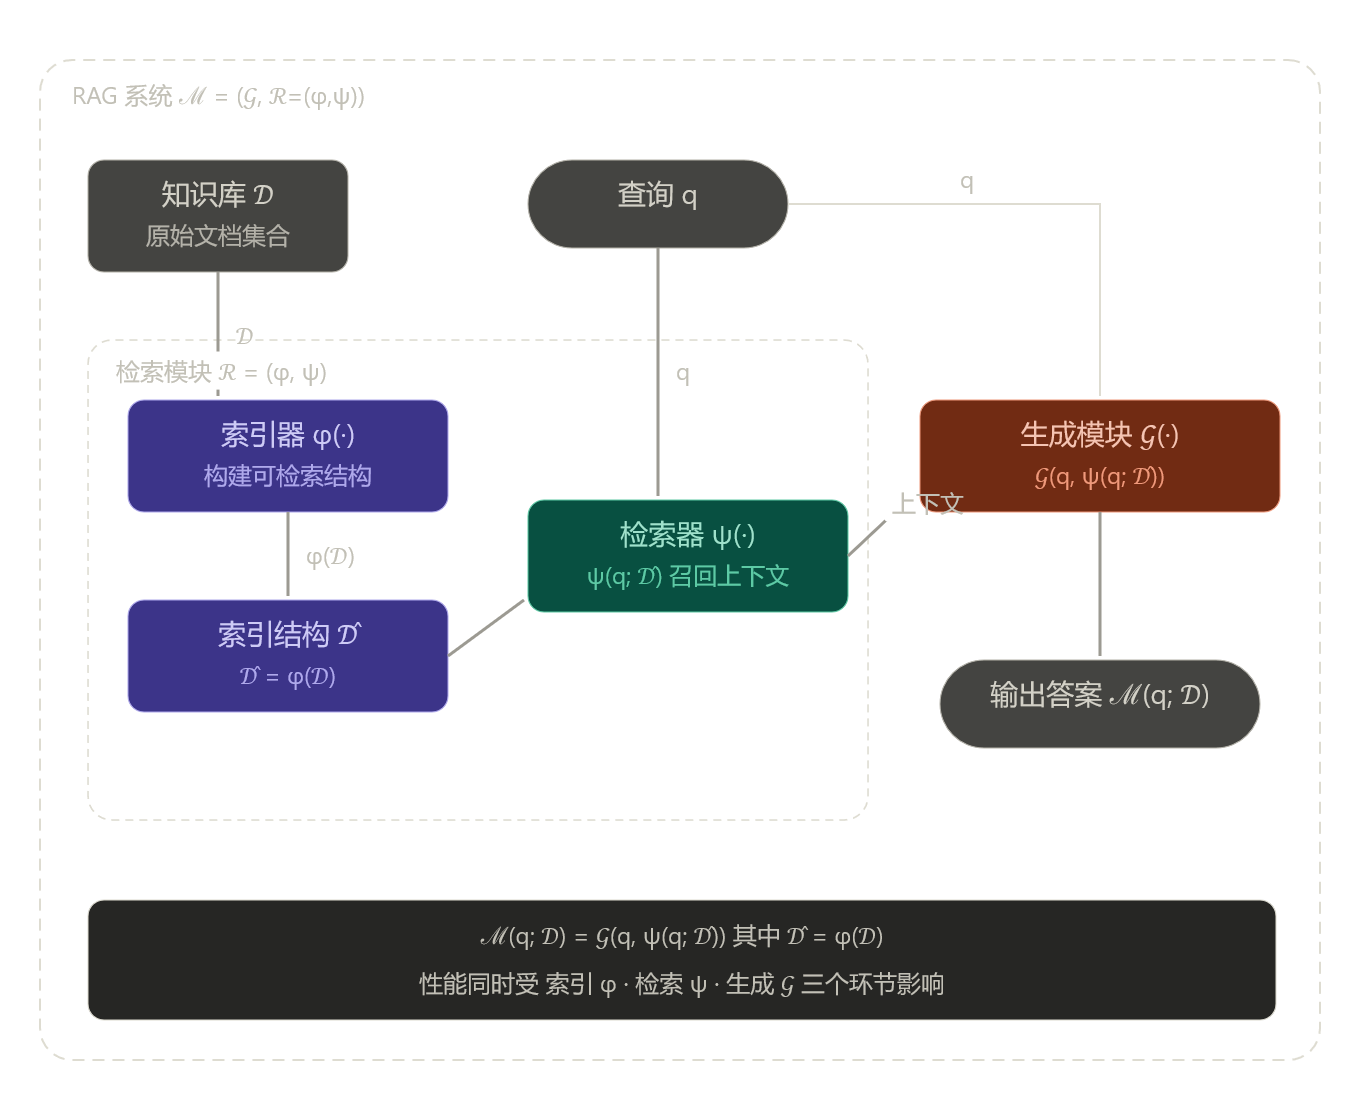 RAG 系统 ℳ = (𝒢, ℛ=(φ,ψ))
知识库 𝒟
原始文档集合
查询 q
q
𝒟
检索模块 ℛ = (φ, ψ)
q
索引器 φ(·)
构建可检索结构
生成模块 𝒢(·)
𝒢(q, ψ(q; 𝒟̂))
上下文
检索器 ψ(·)
ψ(q; 𝒟̂) 召回上下文
φ(𝒟)
索引结构 𝒟̂
𝒟̂ = φ(𝒟)
输出答案 ℳ(q; 𝒟)
ℳ(q; 𝒟) = 𝒢(q, ψ(q; 𝒟̂)) 其中 𝒟̂ = φ(𝒟)
性能同时受 索引 φ · 检索 ψ · 生成 𝒢 三个环节影响